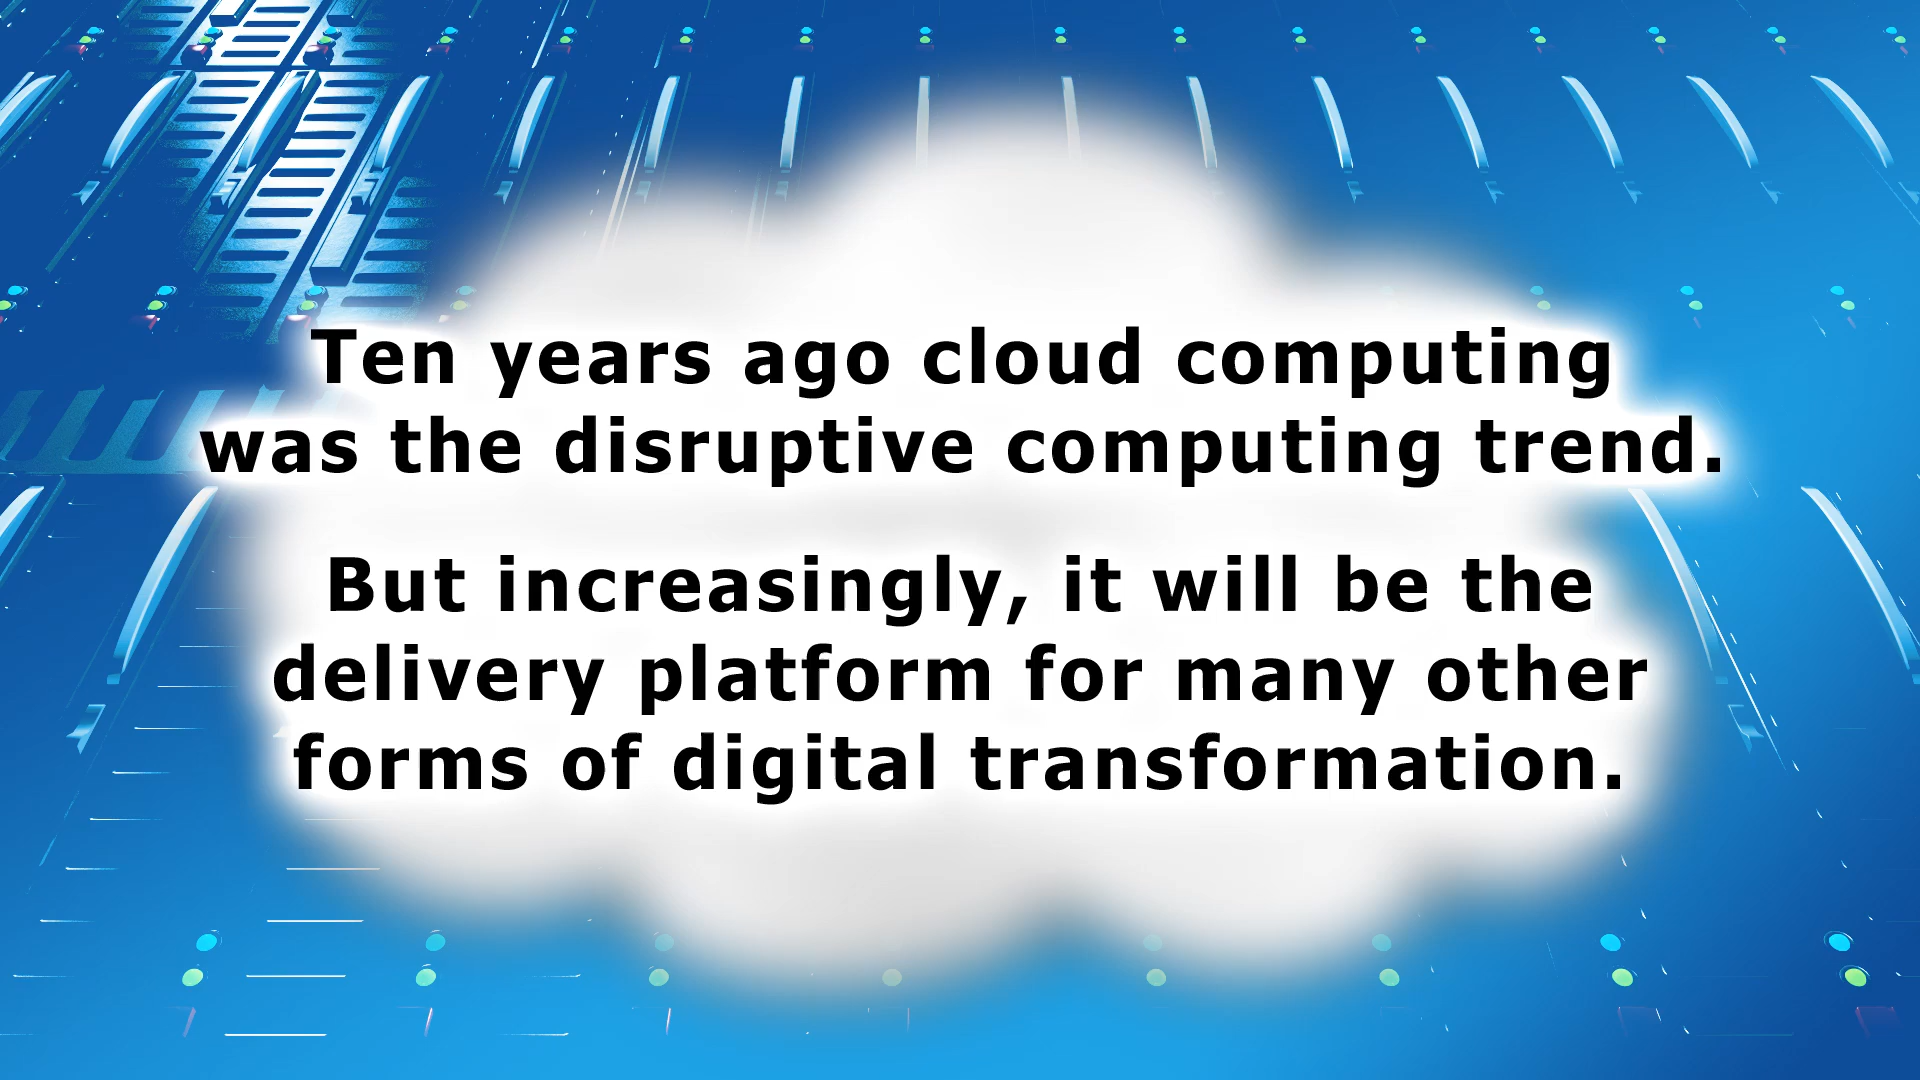 Ten years ago cloud computing
was the disruptive computing trend.
But increasingly, it will be the
delivery platform for many other
forms of digital transformation.